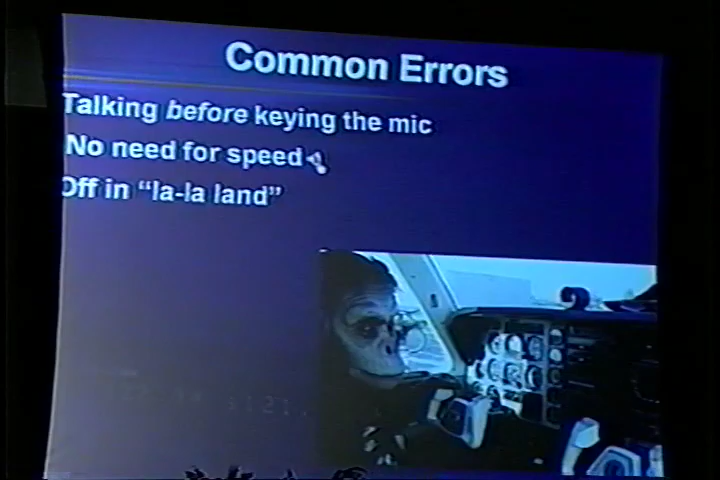 Common Errors
Talking before keying the mic
No need for speed
Off in “la-la land”